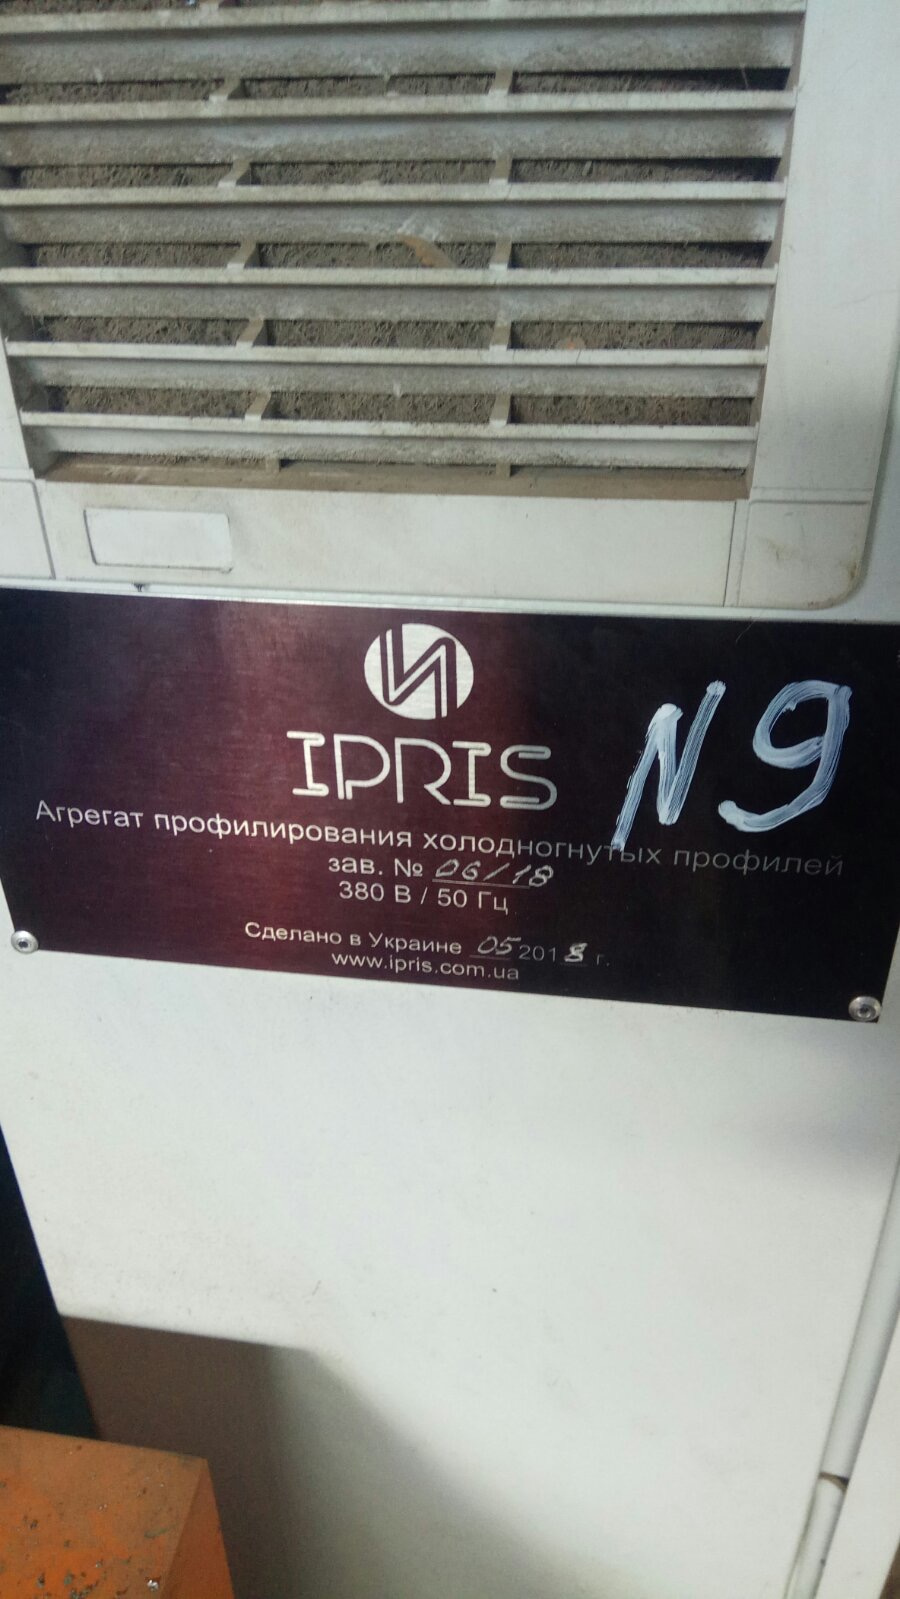 IPRIS
N9
Агрегат профилирования холодногнутых профилей
зав. № 06/18
380 В / 50 Гц
Сделано в Украине 05 2018 г.
www.ipris.com.ua